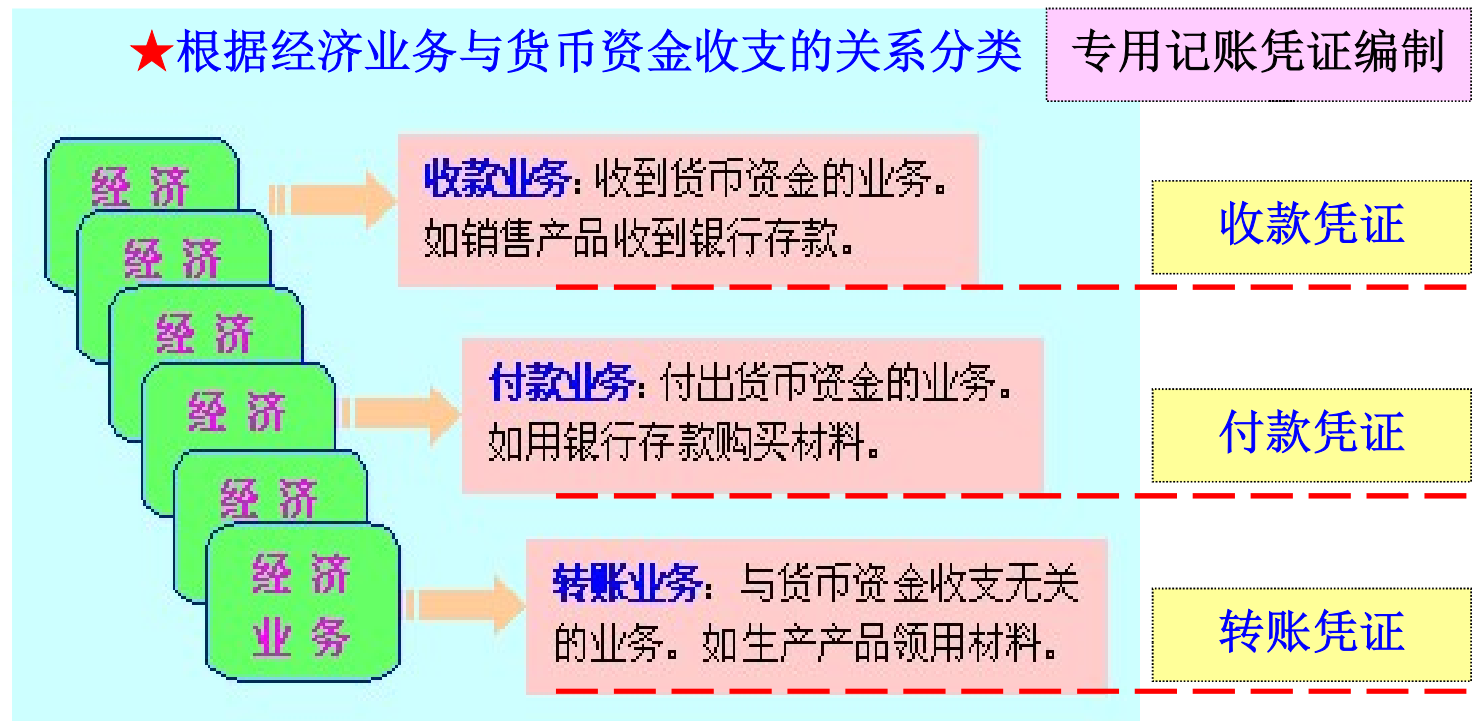 ★根据经济业务与货币资金收支的关系分类
专用记账凭证编制
经 济
经 济
经 济
经 济
经 济
经 济
业 务
收款业务：收到货币资金的业务。
如销售产品收到银行存款。
收款凭证
付款业务：付出货币资金的业务。
如用银行存款购买材料。
付款凭证
转账业务：与货币资金收支无关
的业务。如生产产品领用材料。
转账凭证